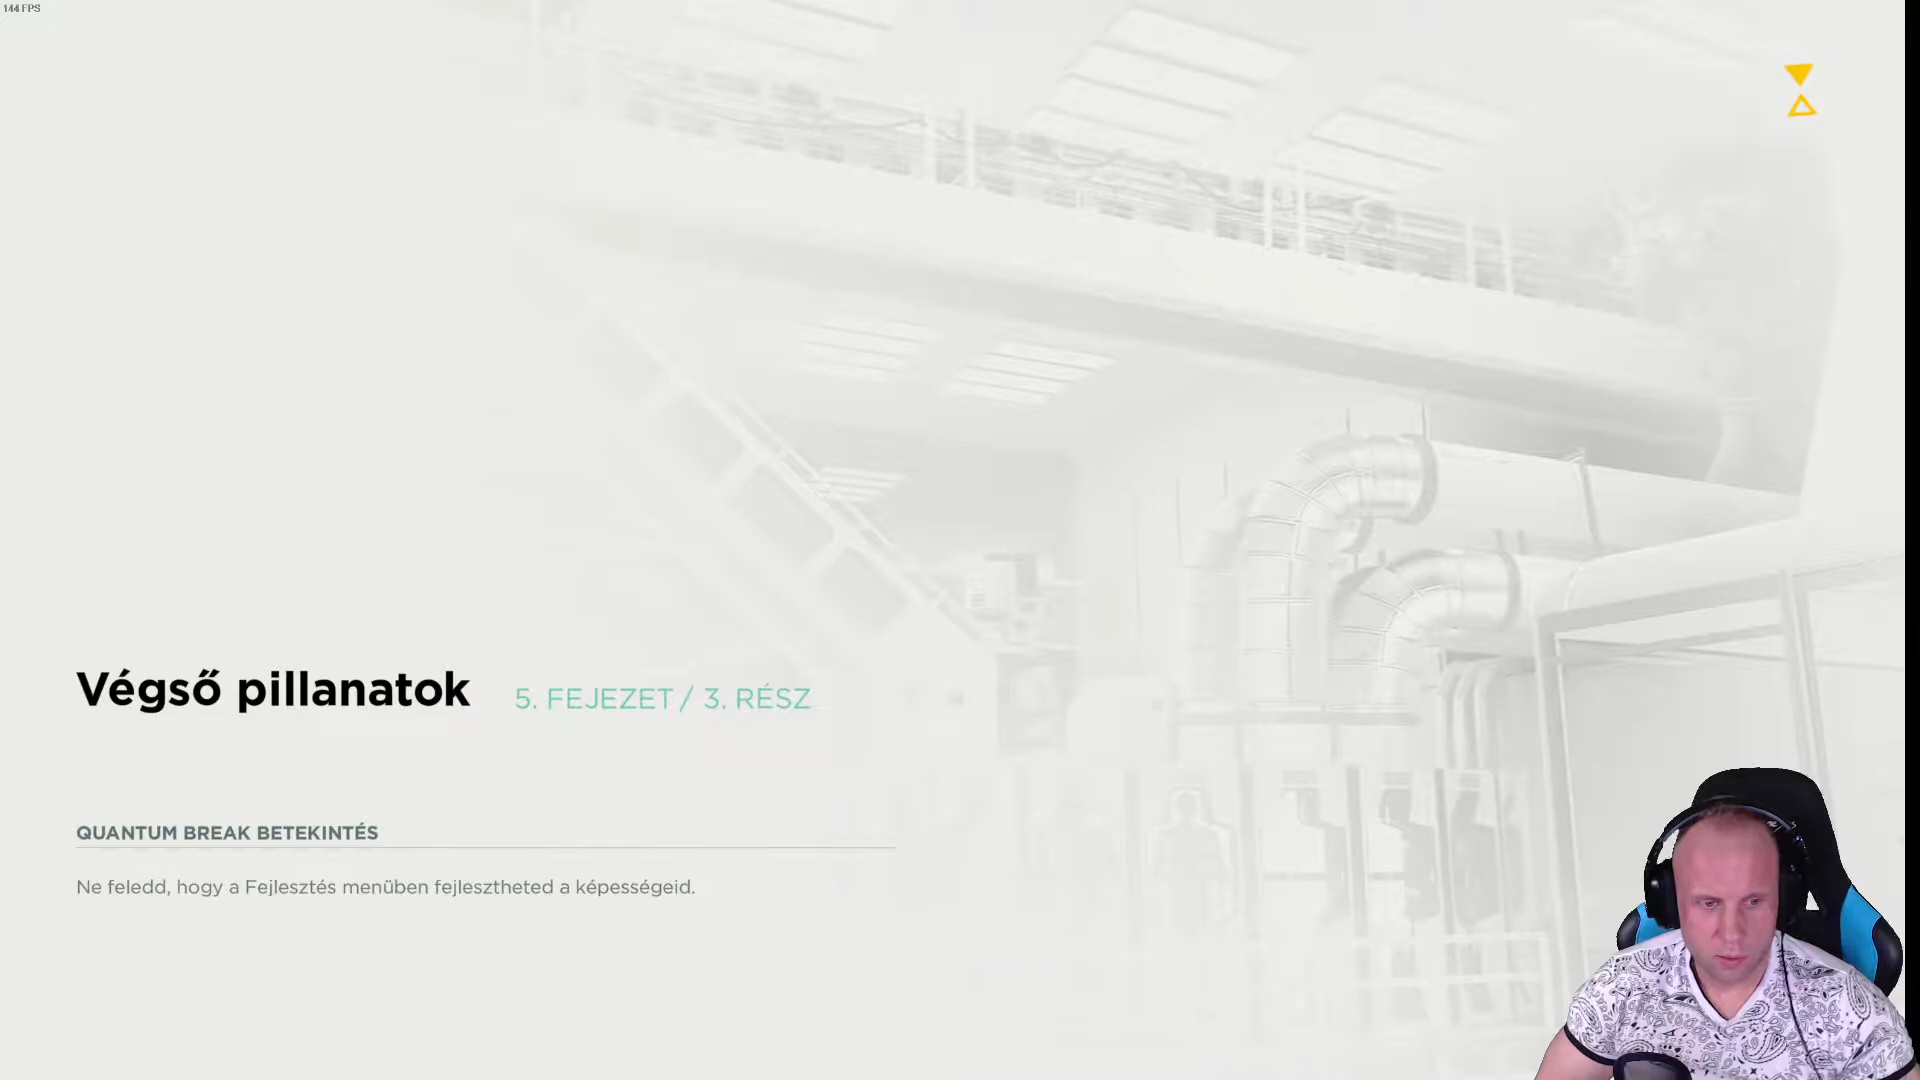 144 FPS
Végső pillanatok
5. FEJEZET / 3. RÉSZ
QUANTUM BREAK BETEKINTÉS
Ne feledd, hogy a Fejlesztés menüben fejlesztheted a képességeid.